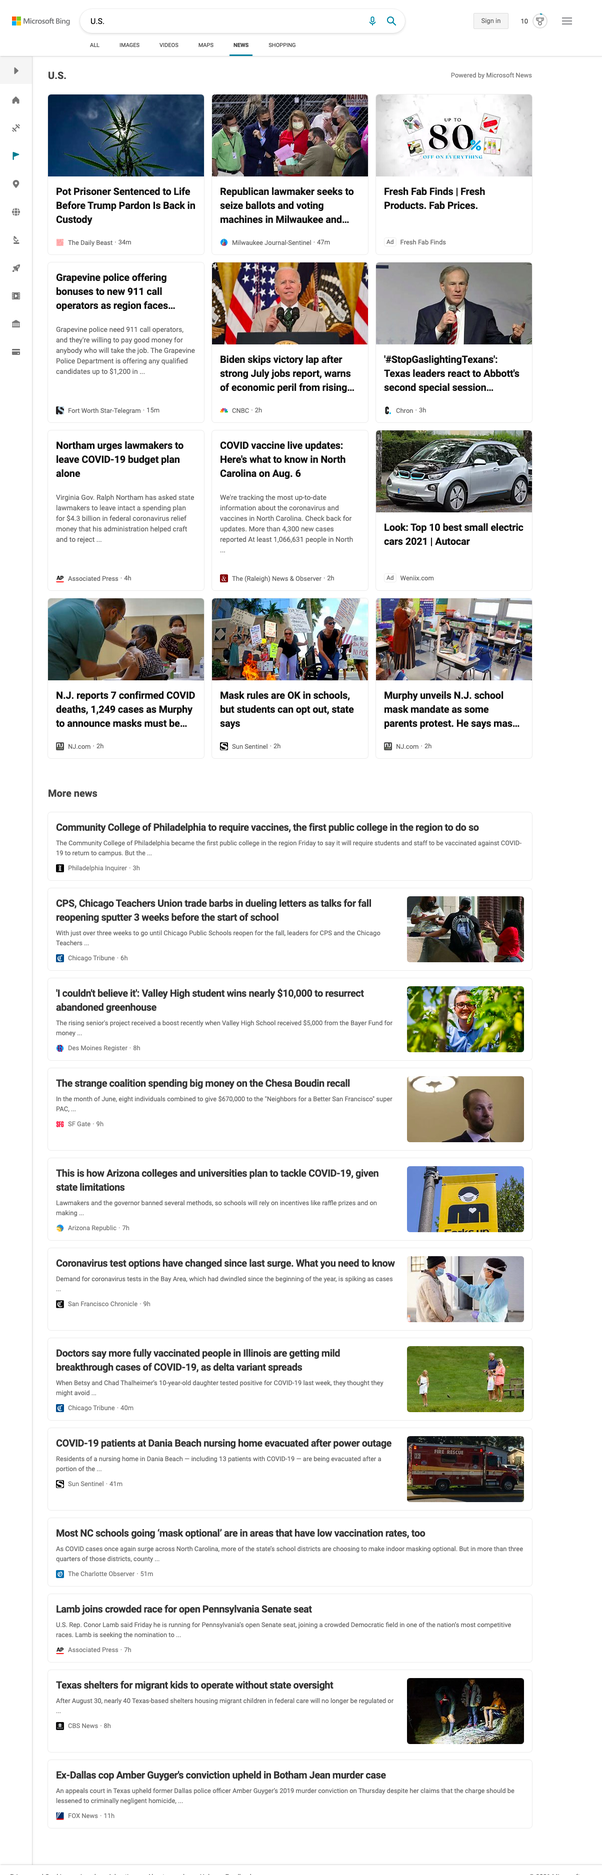 Microsoft Bing
U.S.
Sign in
10
ALL
IMAGES
VIDEOS
MAPS
NEWS
SHOPPING
U.S.
Powered by Microsoft News
Pot Prisoner Sentenced to Life
Before Trump Pardon Is Back in
Custody
The Daily Beast · 34m
Republican lawmaker seeks to
seize ballots and voting
machines in Milwaukee and...
Milwaukee Journal-Sentinel · 47m
UP TO
80%
OFF ON EVERYTHING
Fresh Fab Finds | Fresh
Products. Fab Prices.
Ad Fresh Fab Finds
Grapevine police offering
bonuses to new 911 call
operators as region faces...
Grapevine police need 911 call operators,
and they're willing to pay good money for
anybody who will take the job. The Grapevine
Police Department is offering any qualified
candidates up to $1,200 in ...
Fort Worth Star-Telegram · 15m
Biden skips victory lap after
strong July jobs report, warns
of economic peril from rising...
CNBC · 2h
'#StopGaslightingTexans':
Texas leaders react to Abbott's
second special session...
Chron · 3h
Northam urges lawmakers to
leave COVID-19 budget plan
alone
Virginia Gov. Ralph Northam has asked state
lawmakers to leave intact a spending plan
for $4.3 billion in federal coronavirus relief
money that his administration helped craft
and to reject ...
AP Associated Press · 4h
COVID vaccine live updates:
Here's what to know in North
Carolina on Aug. 6
We're tracking the most up-to-date
information about the coronavirus and
vaccines in North Carolina. Check back for
updates. More than 4,300 new cases
reported At least 1,066,631 people in North
...
The (Raleigh) News & Observer · 2h
Look: Top 10 best small electric
cars 2021 | Autocar
Ad Weniix.com
N.J. reports 7 confirmed COVID
deaths, 1,249 cases as Murphy
to announce masks must be...
NJ.com · 2h
Mask rules are OK in schools,
but students can opt out, state
says
Sun Sentinel · 2h
Murphy unveils N.J. school
mask mandate as some
parents protest. He says mas...
NJ.com · 2h
More news
Community College of Philadelphia to require vaccines, the first public college in the region to do so
The Community College of Philadelphia became the first public college in the region Friday to say it will require students and staff to be vaccinated against COVID-
19 to return to campus. But the ...
Philadelphia Inquirer · 3h
CPS, Chicago Teachers Union trade barbs in dueling letters as talks for fall
reopening sputter 3 weeks before the start of school
With just over three weeks to go until Chicago Public Schools reopen for the fall, leaders for CPS and the Chicago
Teachers ...
Chicago Tribune · 6h
'I couldn't believe it': Valley High student wins nearly $10,000 to resurrect
abandoned greenhouse
The rising senior's project received a boost recently when Valley High School received $5,000 from the Bayer Fund for
money ...
Des Moines Register · 8h
The strange coalition spending big money on the Chesa Boudin recall
In the month of June, eight individuals combined to give $670,000 to the "Neighbors for a Better San Francisco" super
PAC, ...
SF Gate · 9h
This is how Arizona colleges and universities plan to tackle COVID-19, given
state limitations
Lawmakers and the governor banned several methods, so schools will rely on incentives like raffle prizes and on
making ...
Arizona Republic · 7h
Coronavirus test options have changed since last surge. What you need to know
Demand for coronavirus tests in the Bay Area, which had dwindled since the beginning of the year, is spiking as cases
...
San Francisco Chronicle · 9h
Doctors say more fully vaccinated people in Illinois are getting mild
breakthrough cases of COVID-19, as delta variant spreads
When Betsy and Chad Thalheimer's 10-year-old daughter tested positive for COVID-19 last week, they thought they
might avoid ...
Chicago Tribune · 40m
COVID-19 patients at Dania Beach nursing home evacuated after power outage
Residents of a nursing home in Dania Beach — including 13 patients with COVID-19 — are being evacuated after a
portion of the ...
Sun Sentinel · 41m
FIRE RESCUE
Most NC schools going 'mask optional' are in areas that have low vaccination rates, too
As COVID cases once again surge across North Carolina, more of the state's school districts are choosing to make indoor masking optional. But in more than three
quarters of those districts, county ...
The Charlotte Observer · 51m
Lamb joins crowded race for open Pennsylvania Senate seat
U.S. Rep. Conor Lamb said Friday he is running for Pennsylvania's open Senate seat, joining a crowded Democratic field in one of the nation's most competitive
races. Lamb is seeking the nomination to ...
AP Associated Press · 7h
Texas shelters for migrant kids to operate without state oversight
After August 30, nearly 40 Texas-based shelters housing migrant children in federal care will no longer be regulated or
...
CBS News · 8h
Ex-Dallas cop Amber Guyger's conviction upheld in Botham Jean murder case
An appeals court in Texas upheld former Dallas police officer Amber Guyger's 2019 murder conviction on Thursday despite her claims that the charge should be
lessened to criminally negligent homicide, ...
FOX News · 11h